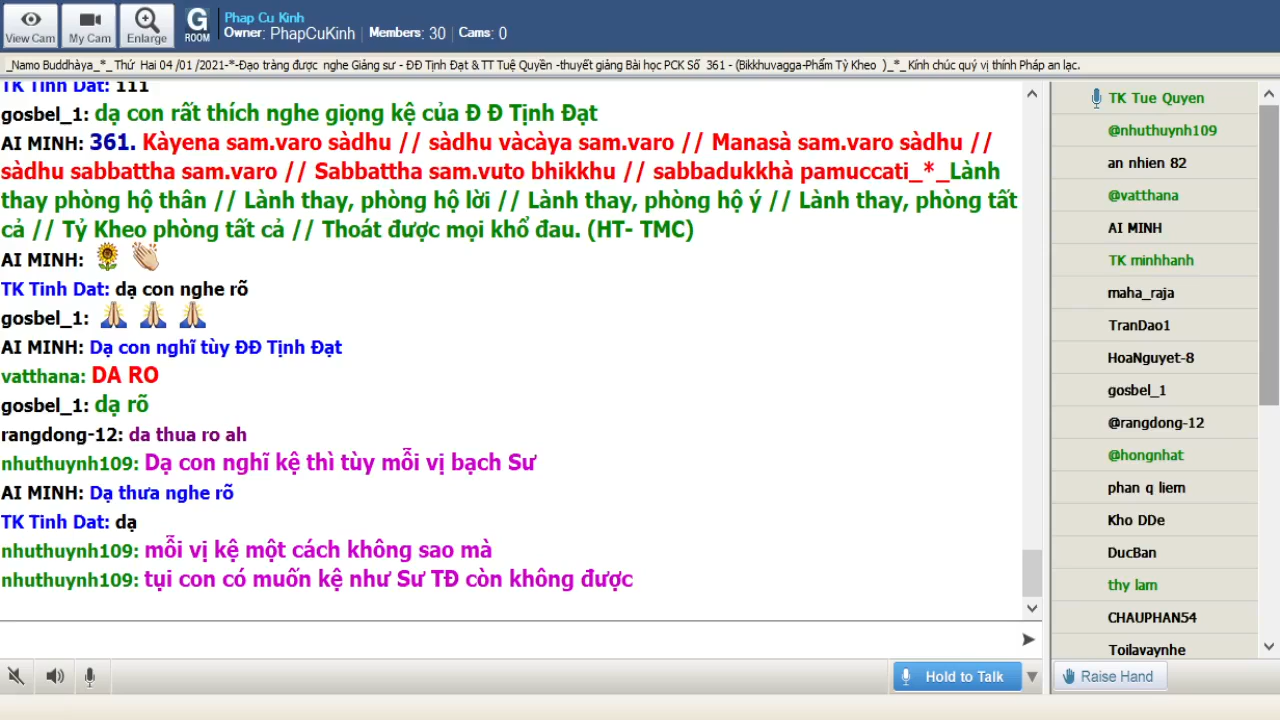 View Cam
My Cam
Enlarge
G
ROOM
Phap Cu Kinh
Owner: PhapCuKinh | Members: 30 | Cams: 0
_Namo Buddhàya_*_ Thứ Hai 04 /01 /2021-*-Đạo tràng được nghe Giảng sư - ĐĐ Tịnh Đạt & TT Tuệ Quyền -thuyết giảng Bài học PCK Số 361 - (Bikkhuvagga-Phẩm Tỳ Kheo )_*_ Kính chúc quý vị thính Pháp an lạc.
TK Tinh Dat: 111
gosbel_1: dạ con rất thích nghe giọng kệ của Đ Đ Tịnh Đạt
AI MINH: 361. Kàyena sam.varo sàdhu // sàdhu vàcàya sam.varo // Manasà sam.varo sàdhu //
sàdhu sabbattha sam.varo // Sabbattha sam.vuto bhikkhu // sabbadukkhà pamuccati_*_Lành
thay phòng hộ thân // Lành thay, phòng hộ lời // Lành thay, phòng hộ ý // Lành thay, phòng tất
cả // Tỷ Kheo phòng tất cả // Thoát được mọi khổ đau. (HT- TMC)
AI MINH:
TK Tinh Dat: dạ con nghe rõ
gosbel_1:
AI MINH: Dạ con nghĩ tùy ĐĐ Tịnh Đạt
vatthana: DA RO
gosbel_1: dạ rõ
rangdong-12: da thua ro ah
nhuthuynh109: Dạ con nghĩ kệ thì tùy mỗi vị bạch Sư
AI MINH: Dạ thưa nghe rõ
TK Tinh Dat: dạ
nhuthuynh109: mỗi vị kệ một cách không sao mà
nhuthuynh109: tụi con có muốn kệ như Sư TĐ còn không được
Hold to Talk
TK Tue Quyen
@nhuthuynh109
an nhien 82
@vatthana
AI MINH
TK minhhanh
maha_raja
TranDao1
HoaNguyet-8
gosbel_1
@rangdong-12
@hongnhat
phan q liem
Kho DDe
DucBan
thy lam
CHAUPHAN54
Toilavaynhe
Raise Hand